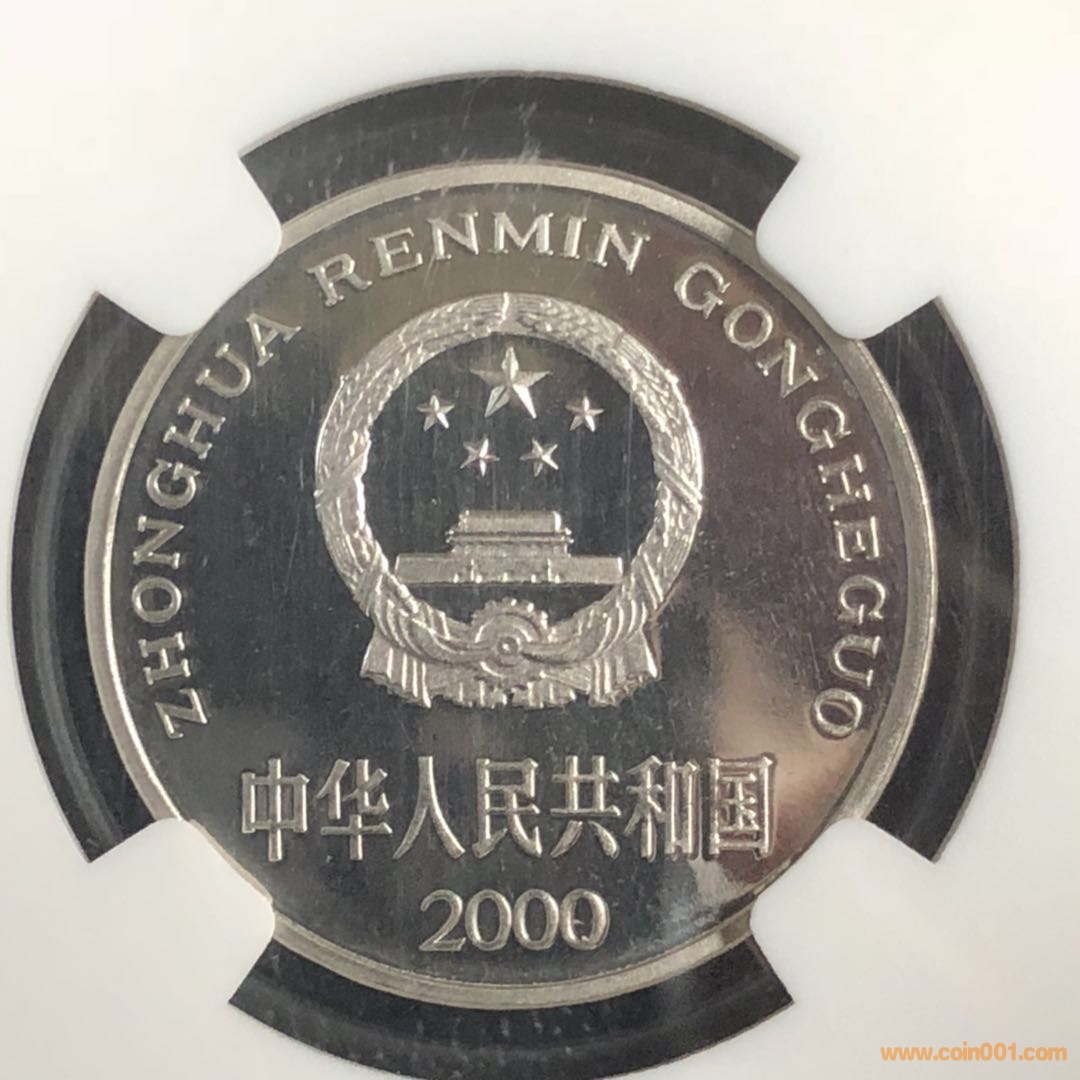 ZHONGHUA RENMIN GONGHEGUO
中华人民共和国
2000
www.coin001.com